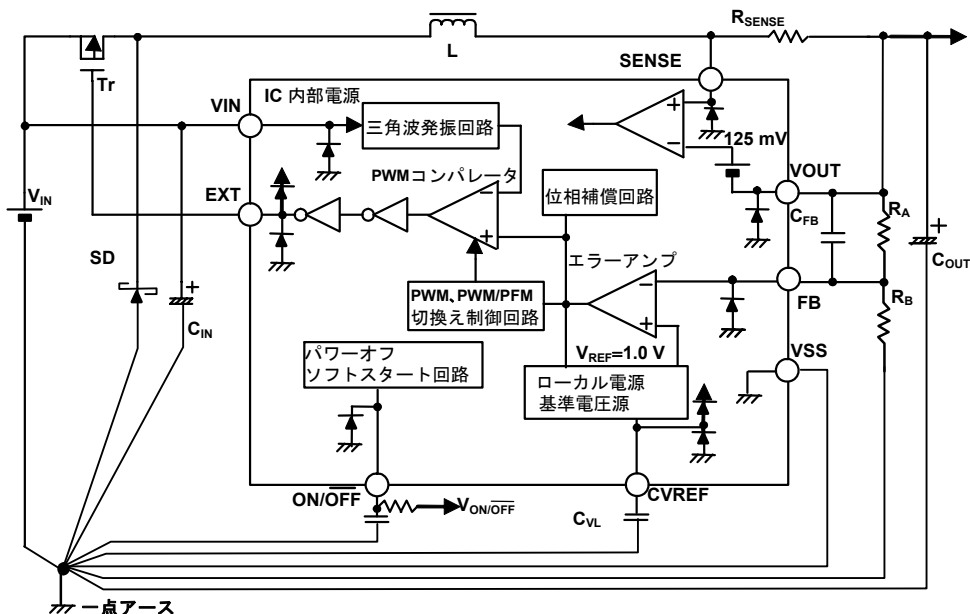 RSENSE
L
SENSE
Tr
VIN
IC 内部電源
三角波発振回路
125 mV
VOUT
EXT
PWMコンパレータ
位相補償回路
CFB
RA
VIN
SD
エラーアンプ
COUT
PWM、PWM/PFM
切換え制御回路
FB
RB
CIN
VREF=1.0 V
VSS
パワーオフ
ソフトスタート回路
ローカル電源
基準電圧源
ON/OFF
VON/OFF
CVL
CVREF
一点アース